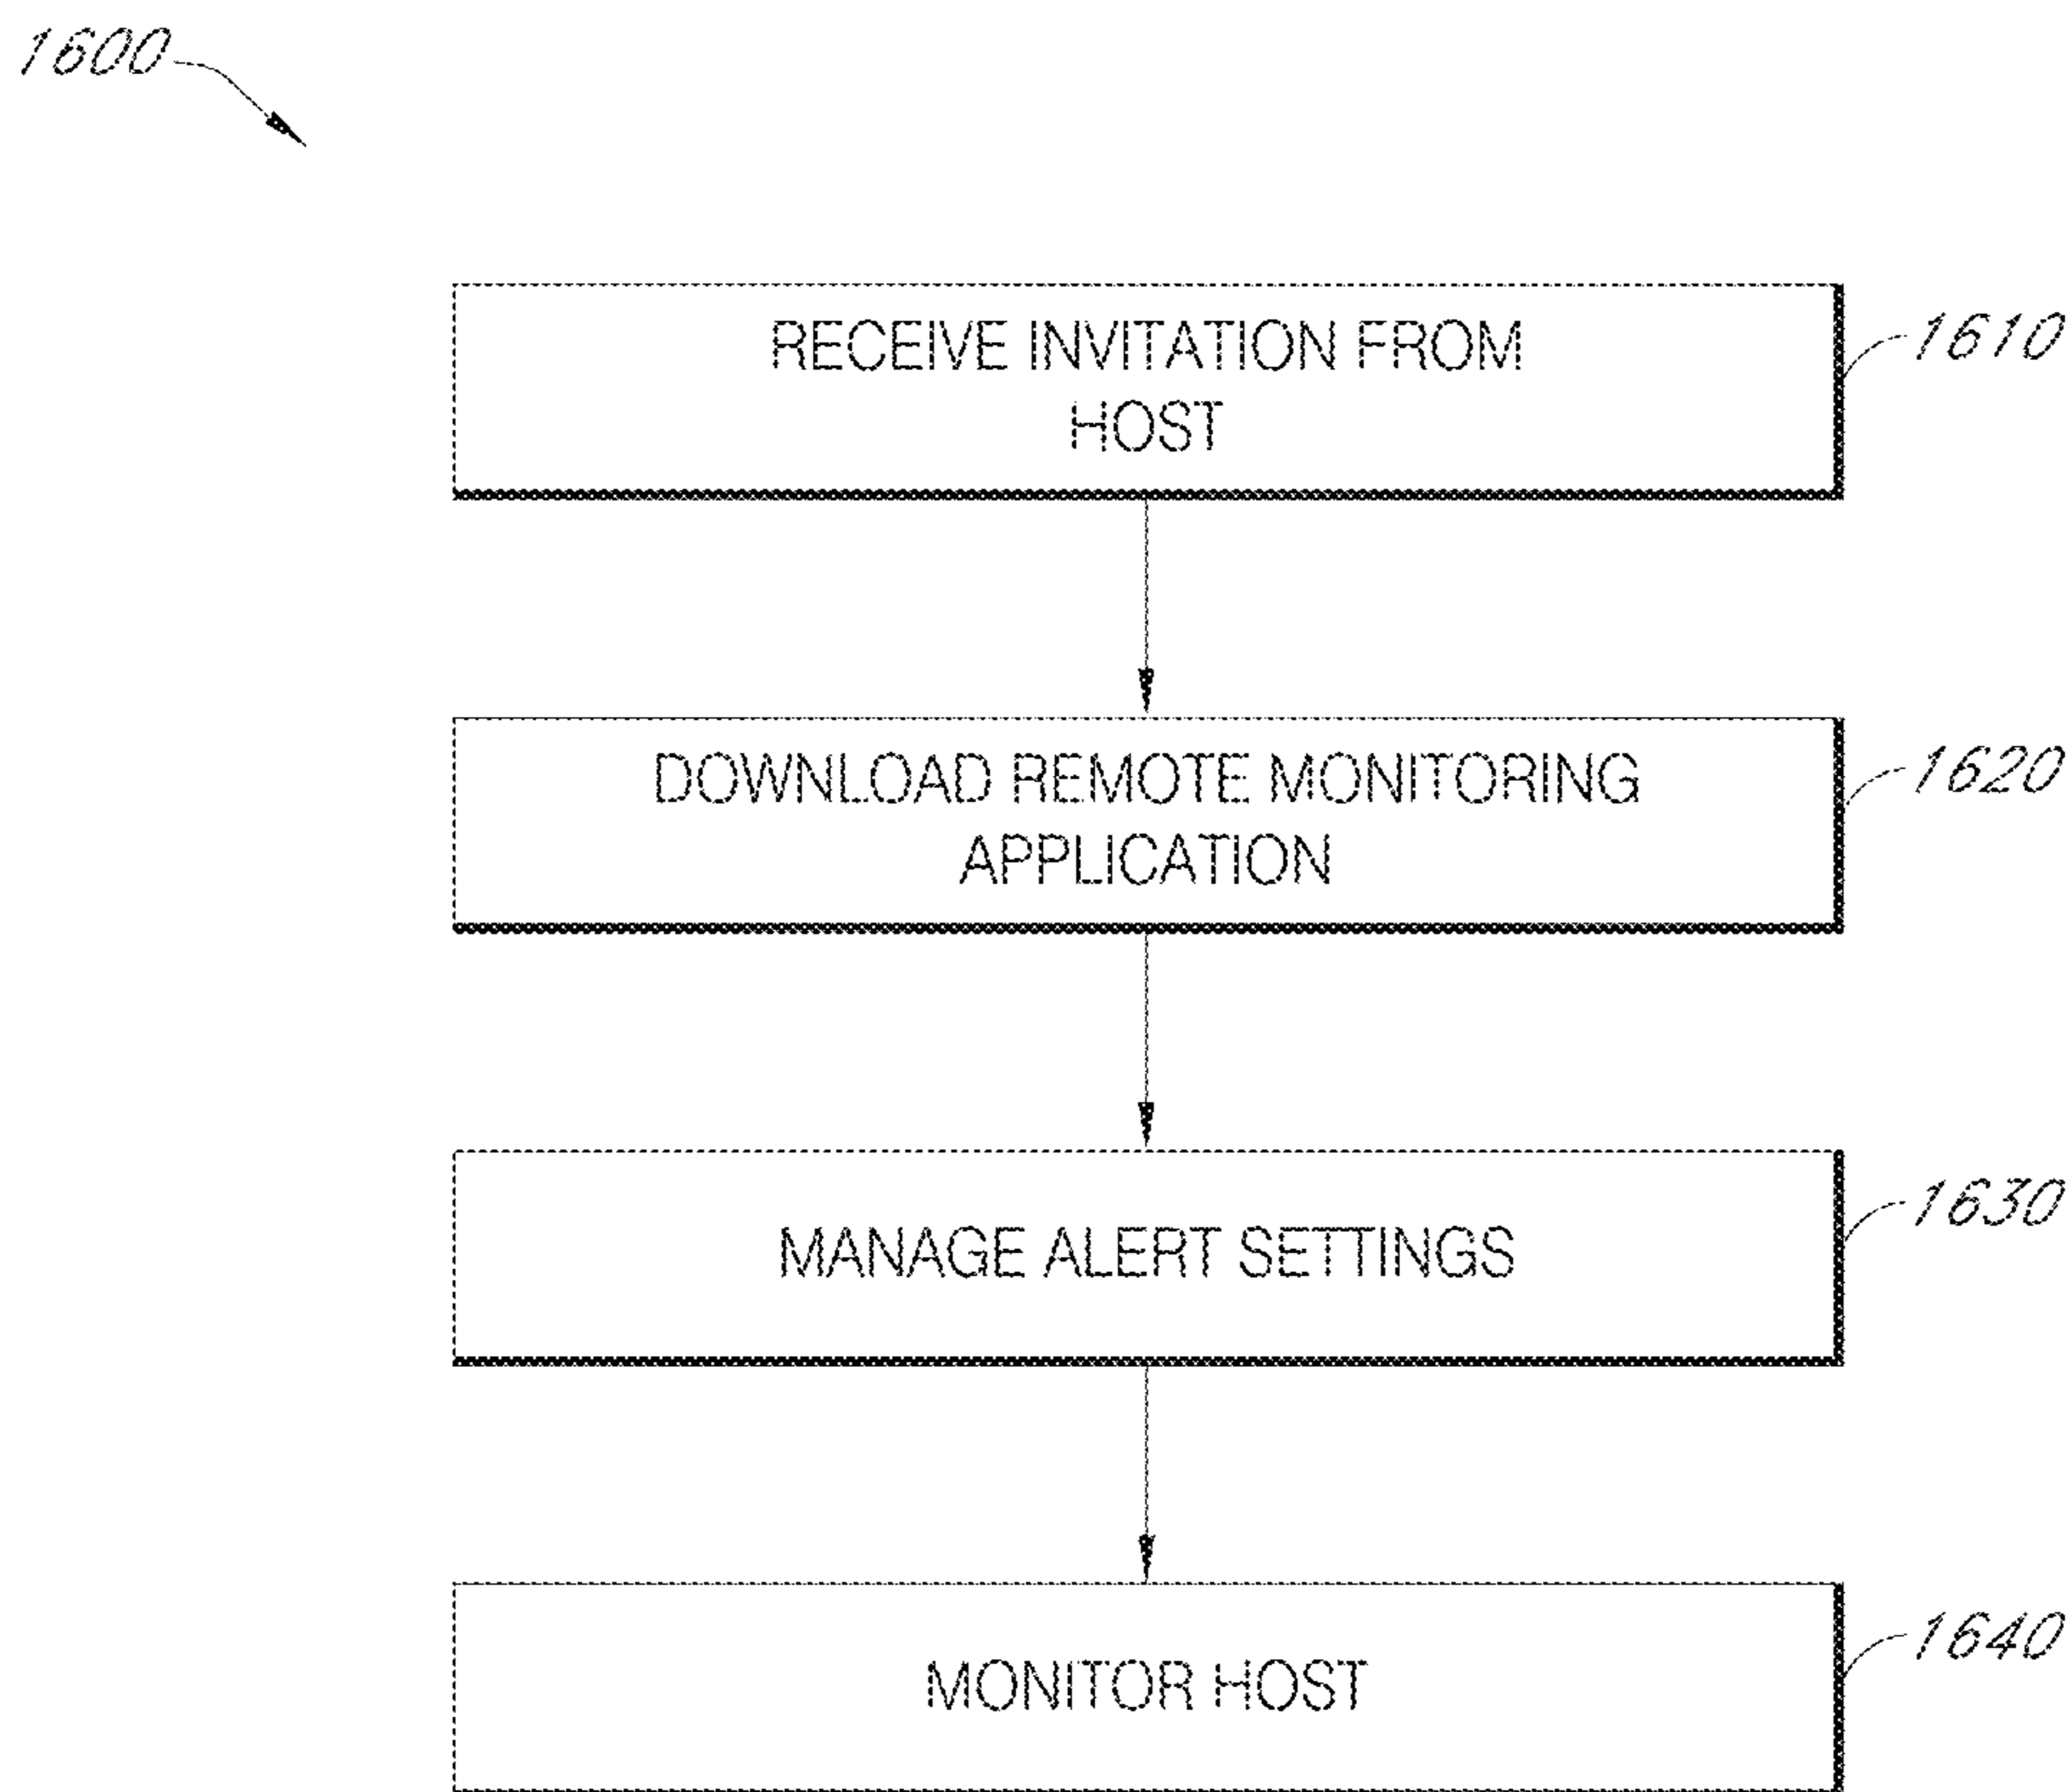 1600
RECEIVE INVITATION FROM
HOST
1610
DOWNLOAD REMOTE MONITORING
APPLICATION
1620
MANAGE ALERT SETTINGS
1630
MONITOR HOST
1640